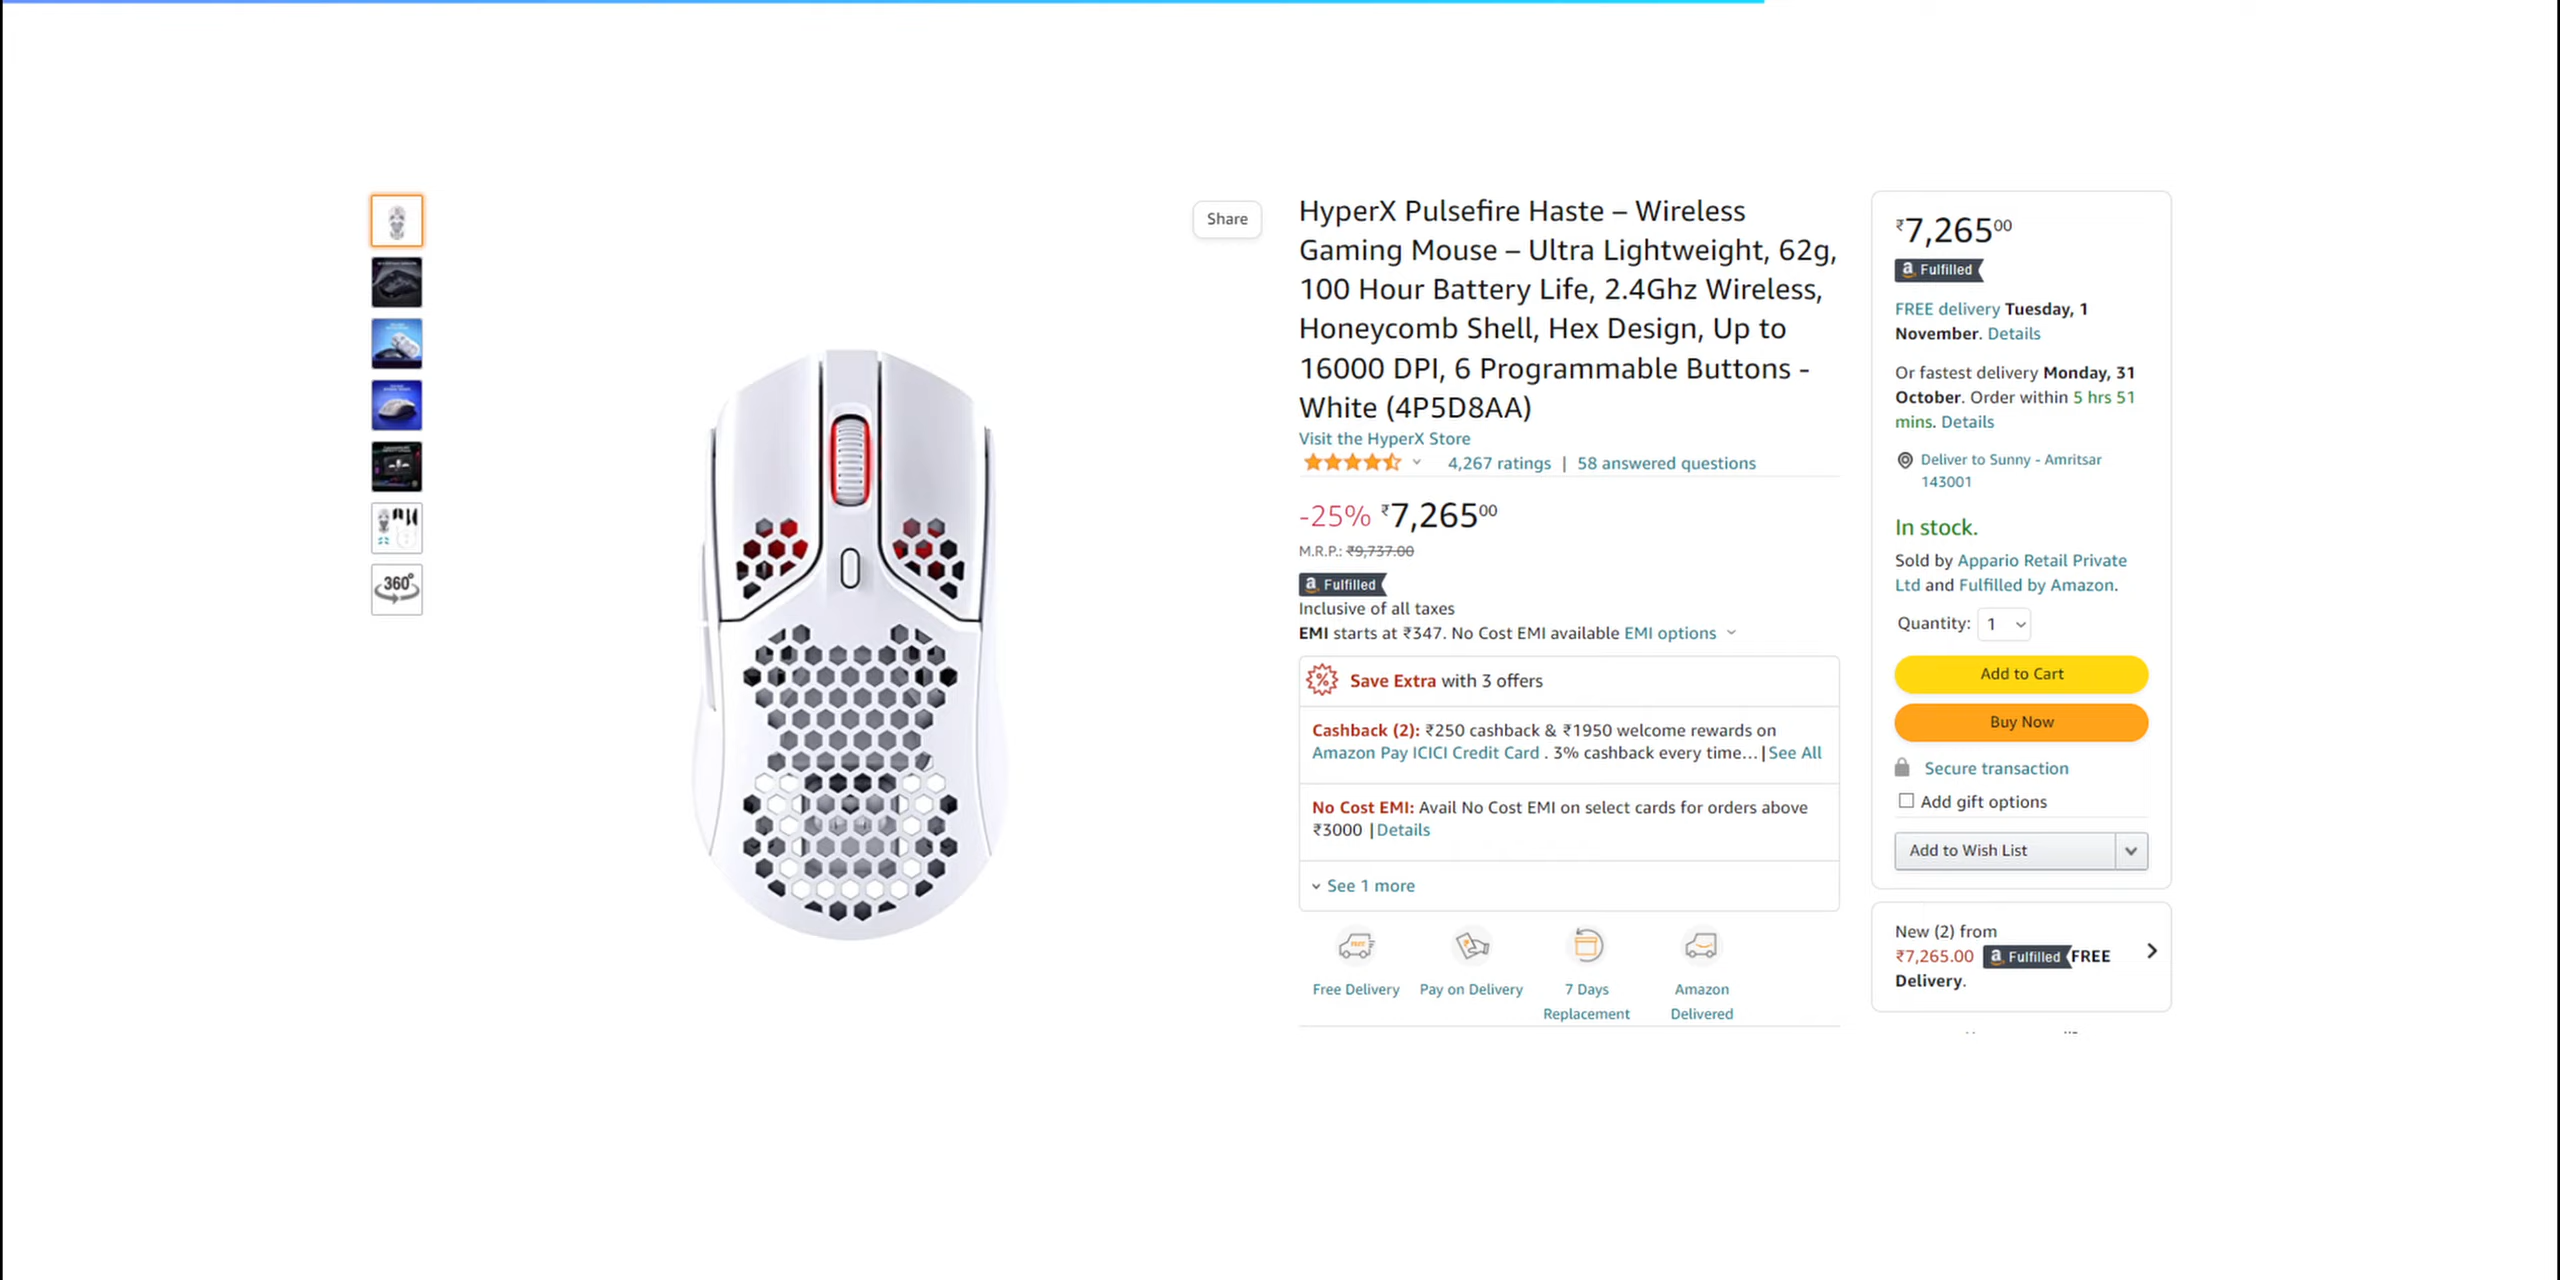 Share
360°
HyperX Pulsefire Haste – Wireless
Gaming Mouse – Ultra Lightweight, 62g,
100 Hour Battery Life, 2.4Ghz Wireless,
Honeycomb Shell, Hex Design, Up to
16000 DPI, 6 Programmable Buttons -
White (4P5D8AA)
Visit the HyperX Store
4,267 ratings | 58 answered questions
-25% ₹7,265.00
M.R.P.: ₹9,737.00
a Fulfilled
Inclusive of all taxes
EMI starts at ₹347. No Cost EMI available EMI options
% Save Extra with 3 offers
Cashback (2): ₹250 cashback & ₹1950 welcome rewards on
Amazon Pay ICICI Credit Card . 3% cashback every time... | See All
No Cost EMI: Avail No Cost EMI on select cards for orders above
₹3000 | Details
See 1 more
FREE
Free Delivery
Pay on Delivery
7 Days
Replacement
Amazon
Delivered
₹7,265.00
a Fulfilled
FREE delivery Tuesday, 1
November. Details
Or fastest delivery Monday, 31
October. Order within 5 hrs 51
mins. Details
Deliver to Sunny - Amritsar
143001
In stock.
Sold by Appario Retail Private
Ltd and Fulfilled by Amazon.
Quantity: 1
Add to Cart
Buy Now
Secure transaction
Add gift options
Add to Wish List
New (2) from
₹7,265.00 a Fulfilled FREE
Delivery.